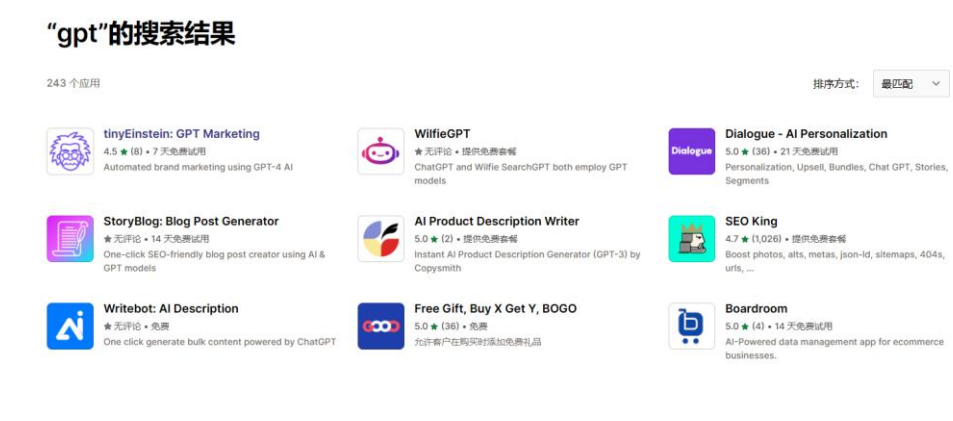 “gpt”的搜索结果
243 个应用
排序方式：
最匹配
tinyEinstein: GPT Marketing
4.5 ★ (8) • 7 天免费试用
Automated brand marketing using GPT-4 AI
WilfieGPT
★ 无评论 • 提供免费套餐
ChatGPT and Wilfie SearchGPT both employ GPT
models
Dialogue
Dialogue - AI Personalization
5.0 ★ (36) • 21 天免费试用
Personalization, Upsell, Bundles, Chat GPT, Stories,
Segments
StoryBlog: Blog Post Generator
★ 无评论 • 14 天免费试用
One-click SEO-friendly blog post creator using AI &
GPT models
AI Product Description Writer
5.0 ★ (2) • 提供免费套餐
Instant AI Product Description Generator (GPT-3) by
Copysmith
SEO King
4.7 ★ (1,026) • 提供免费套餐
Boost photos, alts, metas, json-ld, sitemaps, 404s,
urls, ...
Writebot: AI Description
★ 无评论 • 免费
One click generate bulk content powered by ChatGPT
Free Gift, Buy X Get Y, BOGO
5.0 ★ (36) • 免费
允许客户在购买时添加免费礼品
Boardroom
5.0 ★ (4) • 14 天免费试用
AI-Powered data management app for ecommerce
businesses.